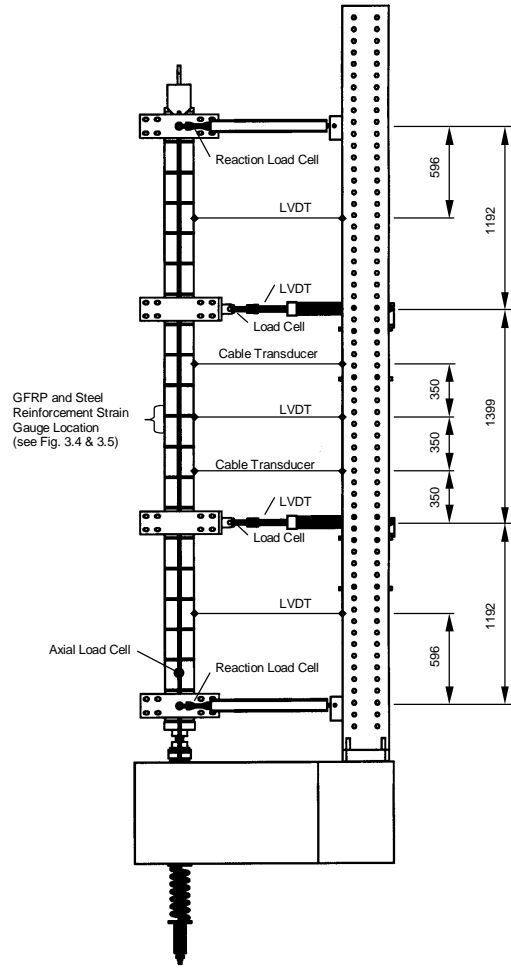 Reaction Load Cell
596
1192
LVDT
LVDT
Load Cell
Cable Transducer
GFRP and Steel
Reinforcement Strain
Gauge Location
(see Fig. 3.4 & 3.5)
350
1399
LVDT
350
Cable Transducer
350
LVDT
Load Cell
LVDT
1192
Axial Load Cell
596
Reaction Load Cell